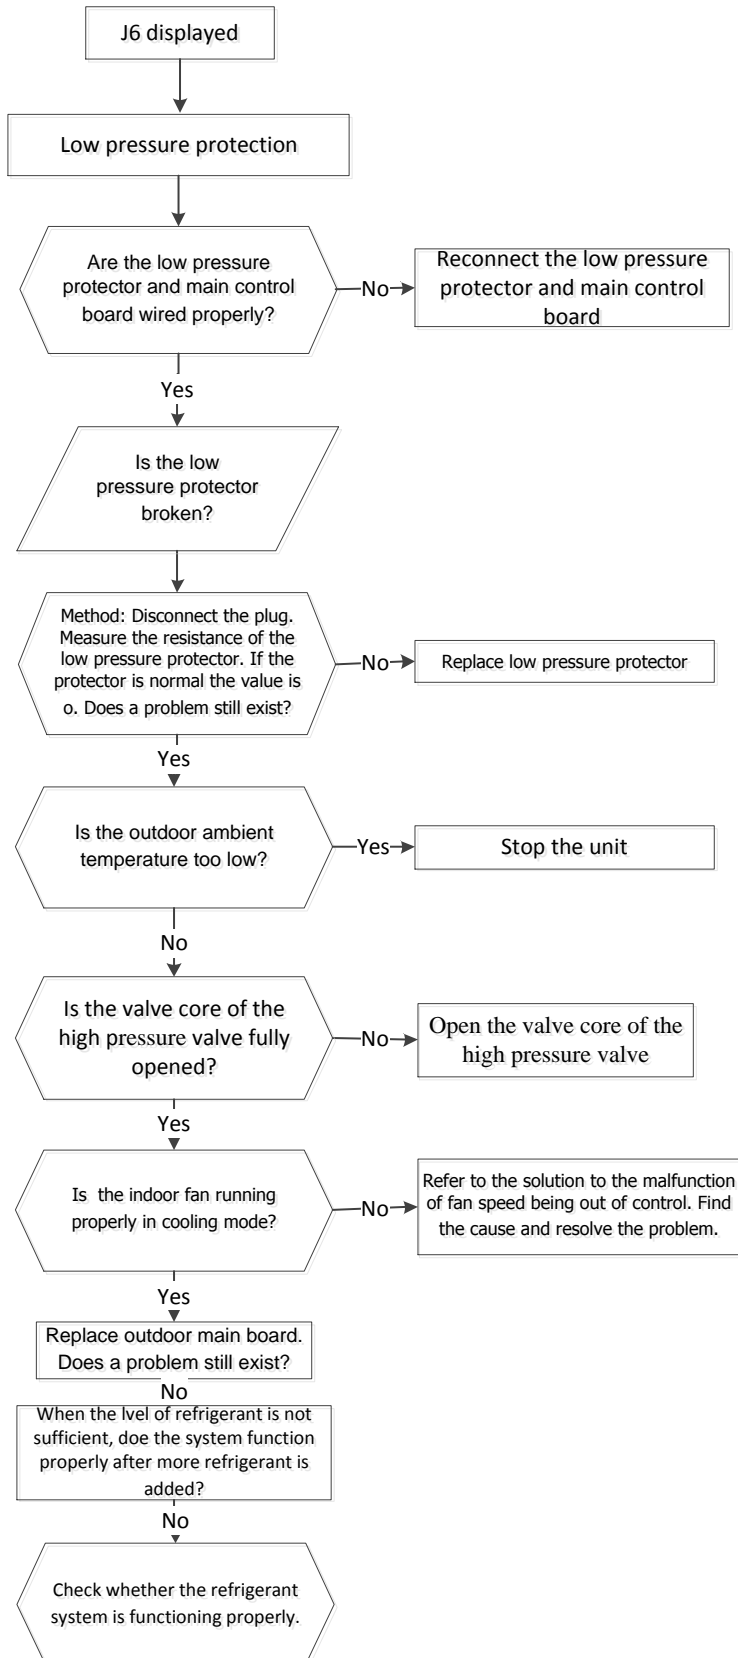 J6 displayed
Low pressure protection
Are the low pressure
protector and main control
board wired properly?
No
Reconnect the low pressure
protector and main control
board
Yes
Is the low
pressure protector
broken?
Method: Disconnect the plug.
Measure the resistance of the
low pressure protector. If the
protector is normal the value is
0. Does a problem still exist?
No
Replace low pressure protector
Yes
Is the outdoor ambient
temperature too low?
Yes
Stop the unit
No
Is the valve core of the
high pressure valve fully
opened?
No
Open the valve core of the
high pressure valve
Yes
Is the indoor fan running
properly in cooling mode?
No
Refer to the solution to the malfunction
of fan speed being out of control. Find
the cause and resolve the problem.
Yes
Replace outdoor main board.
Does a problem still exist?
No
When the lvel of refrigerant is not
sufficient, doe the system function
properly after more refrigerant is
added?
No
Check whether the refrigerant
system is functioning properly.